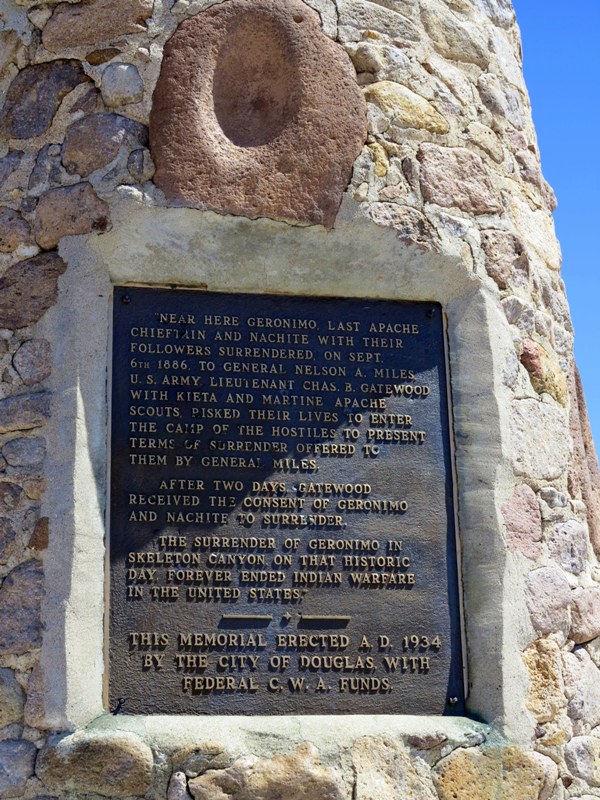 "NEAR HERE GERONIMO, LAST APACHE
CHIEFTAIN AND NACHITE WITH THEIR
FOLLOWERS SURRENDERED, ON SEPT.
6TH 1886, TO GENERAL NELSON A. MILES,
U.S. ARMY. LIEUTENANT CHAS. B. GATEWOOD
WITH KIETA AND MARTINE APACHE
SCOUTS, RISKED THEIR LIVES TO ENTER
THE CAMP OF THE HOSTILES TO PRESENT
TERMS OF SURRENDER OFFERED TO
THEM BY GENERAL MILES.
AFTER TWO DAYS, GATEWOOD
RECEIVED THE CONSENT OF GERONIMO
AND NACHITE TO SURRENDER.
THE SURRENDER OF GERONIMO IN
SKELETON CANYON, ON THAT HISTORIC
DAY, FOREVER ENDED INDIAN WARFARE
IN THE UNITED STATES."
THIS MEMORIAL ERECTED A.D. 1934
BY THE CITY OF DOUGLAS, WITH
FEDERAL C.W.A. FUNDS.